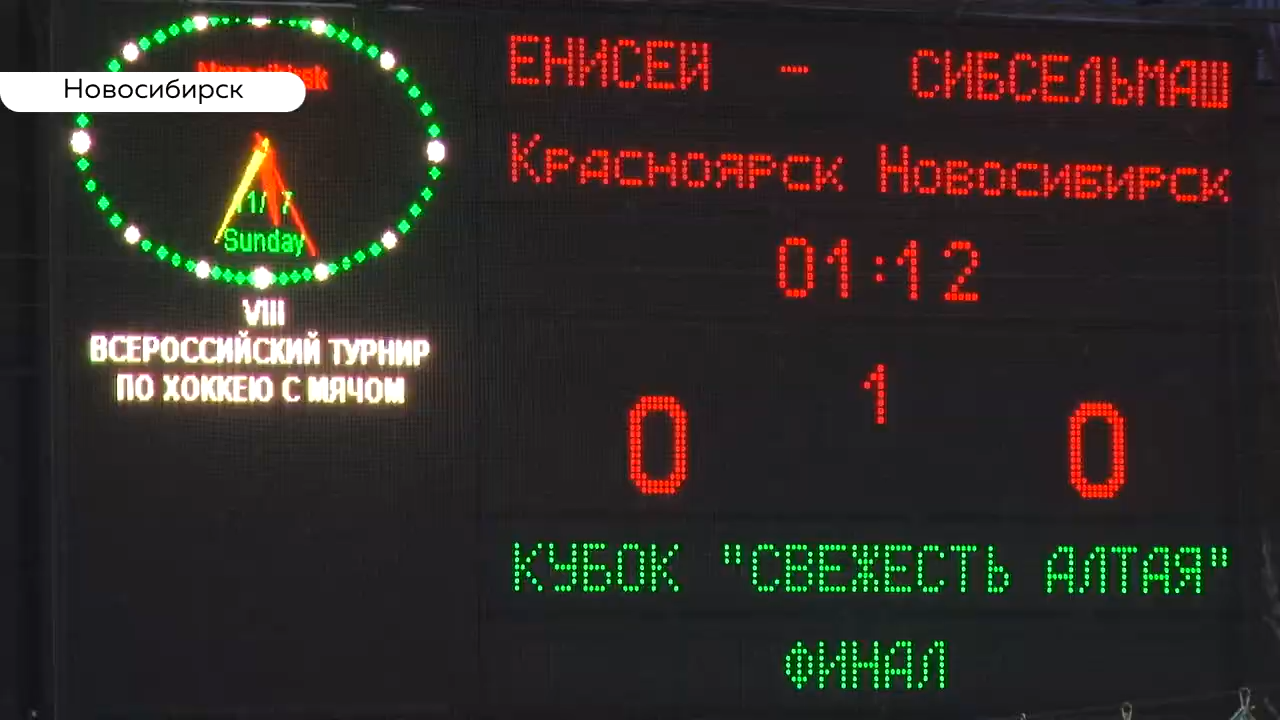 Новосибирск
11/ 7
Sunday
VIII
ВСЕРОССИЙСКИЙ ТУРНИР
ПО ХОККЕЮ С МЯЧОМ
ЕНИСЕЙ - СИБСЕЛЬМАШ
Красноярск Новосибирск
01:12
1
0 0
КУБОК "СВЕЖЕСТЬ АЛТАЯ"
ФИНАЛ